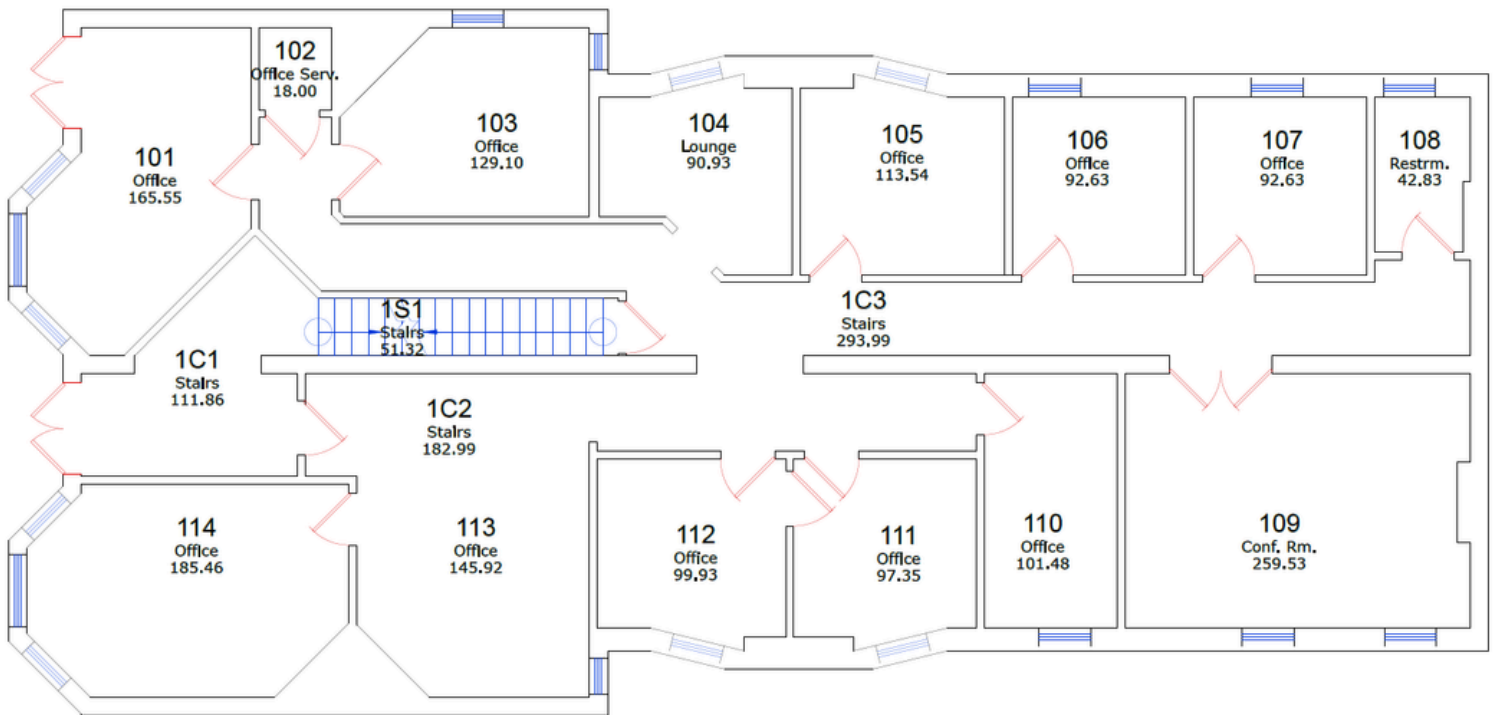 102
Office Serv.
18.00
103
Office
129.10
104
Lounge
90.93
105
Office
113.54
106
Office
92.63
107
Office
92.63
108
Restrm.
42.83
101
Office
165.55
1S1
Stairs
51.32
1C3
Stairs
293.99
1C1
Stairs
111.86
1C2
Stairs
182.99
114
Office
185.46
113
Office
145.92
112
Office
99.93
111
Office
97.35
110
Office
101.48
109
Conf. Rm.
259.53